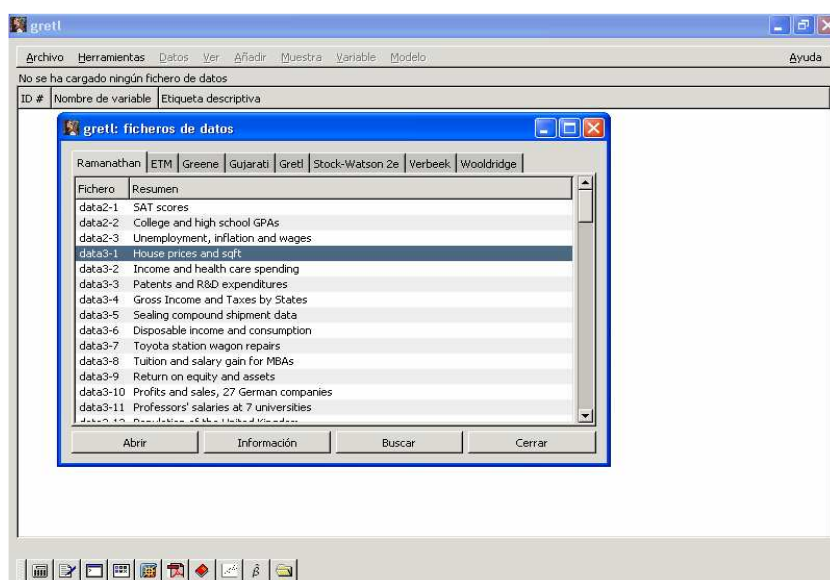 gretl
Archivo Herramientas Datos Ver Añadir Muestra Variable Modelo Ayuda
No se ha cargado ningún fichero de datos
ID # Nombre de variable Etiqueta descriptiva
gretl: ficheros de datos
Ramanathan ETM Greene Gujarati Gretl Stock-Watson 2e Verbeek Wooldridge
Fichero Resumen
data2-1 SAT scores
data2-2 College and high school GPAs
data2-3 Unemployment, inflation and wages
data3-1 House prices and sqft
data3-2 Income and health care spending
data3-3 Patents and R&D expenditures
data3-4 Gross Income and Taxes by States
data3-5 Sealing compound shipment data
data3-6 Disposable income and consumption
data3-7 Toyota station wagon repairs
data3-8 Tuition and salary gain for MBAs
data3-9 Return on equity and assets
data3-10 Profits and sales, 27 German companies
data3-11 Professors' salaries at 7 universities
data3-12 Population of the United Kingdom
Abrir Información Buscar Cerrar
β̂